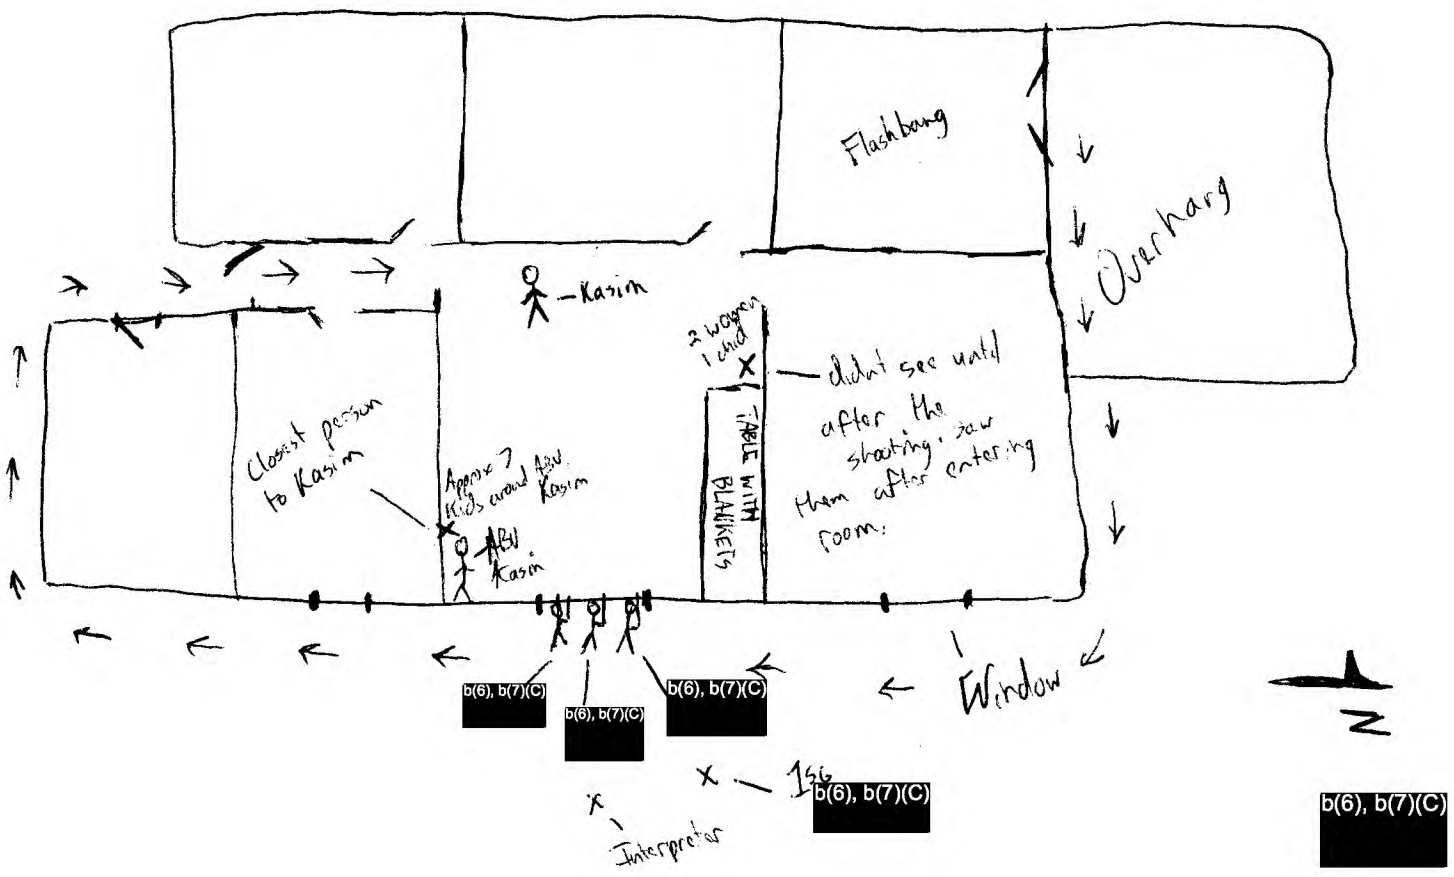 Flashbang
Overhang
Kasim
2 women
1 child
didnt see until
after the
shooting. saw
them after entering
room.
Closest person
to Kasim
Approx 7
kids around ABU
Kasim
ABU
Kasim
TABLE WITH
BLANKETS
b(6), b(7)(C)
b(6), b(7)(C)
b(6), b(7)(C)
Window
N
1SG
b(6), b(7)(C)
Interpreter
b(6), b(7)(C)